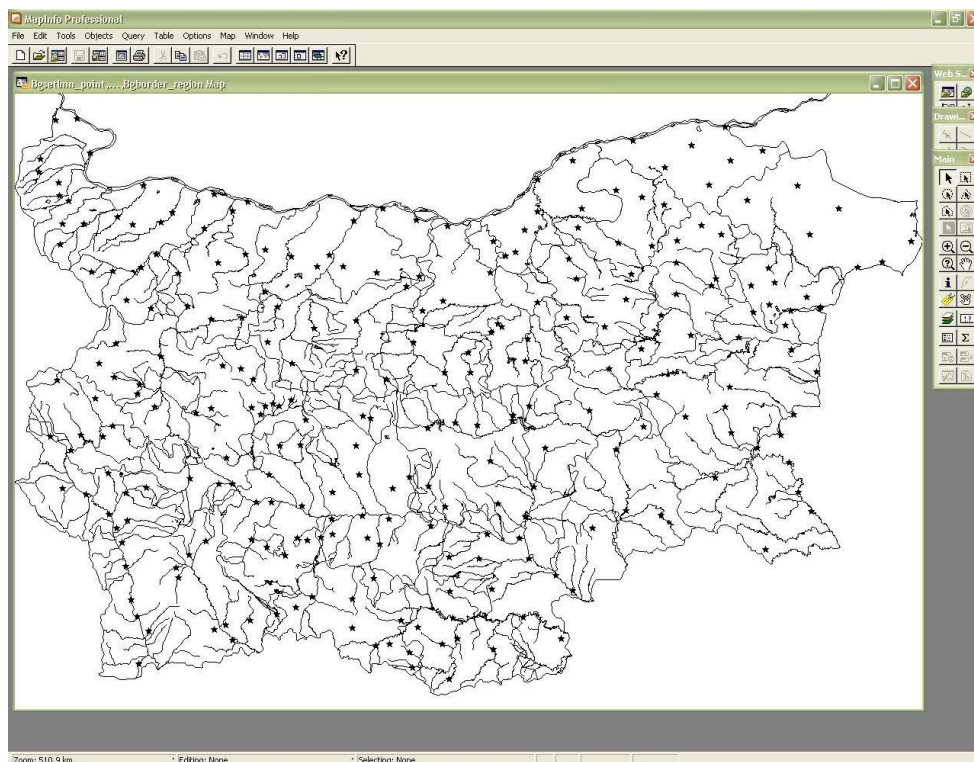 MapInfo Professional
File Edit Tools Objects Query Table Options Map Window Help
Bgsetlmn_point,...,Bgborder_region Map
Web S...
Drawi...
Main
Zoom: 510.9 km
Editing: None
Selecting: None